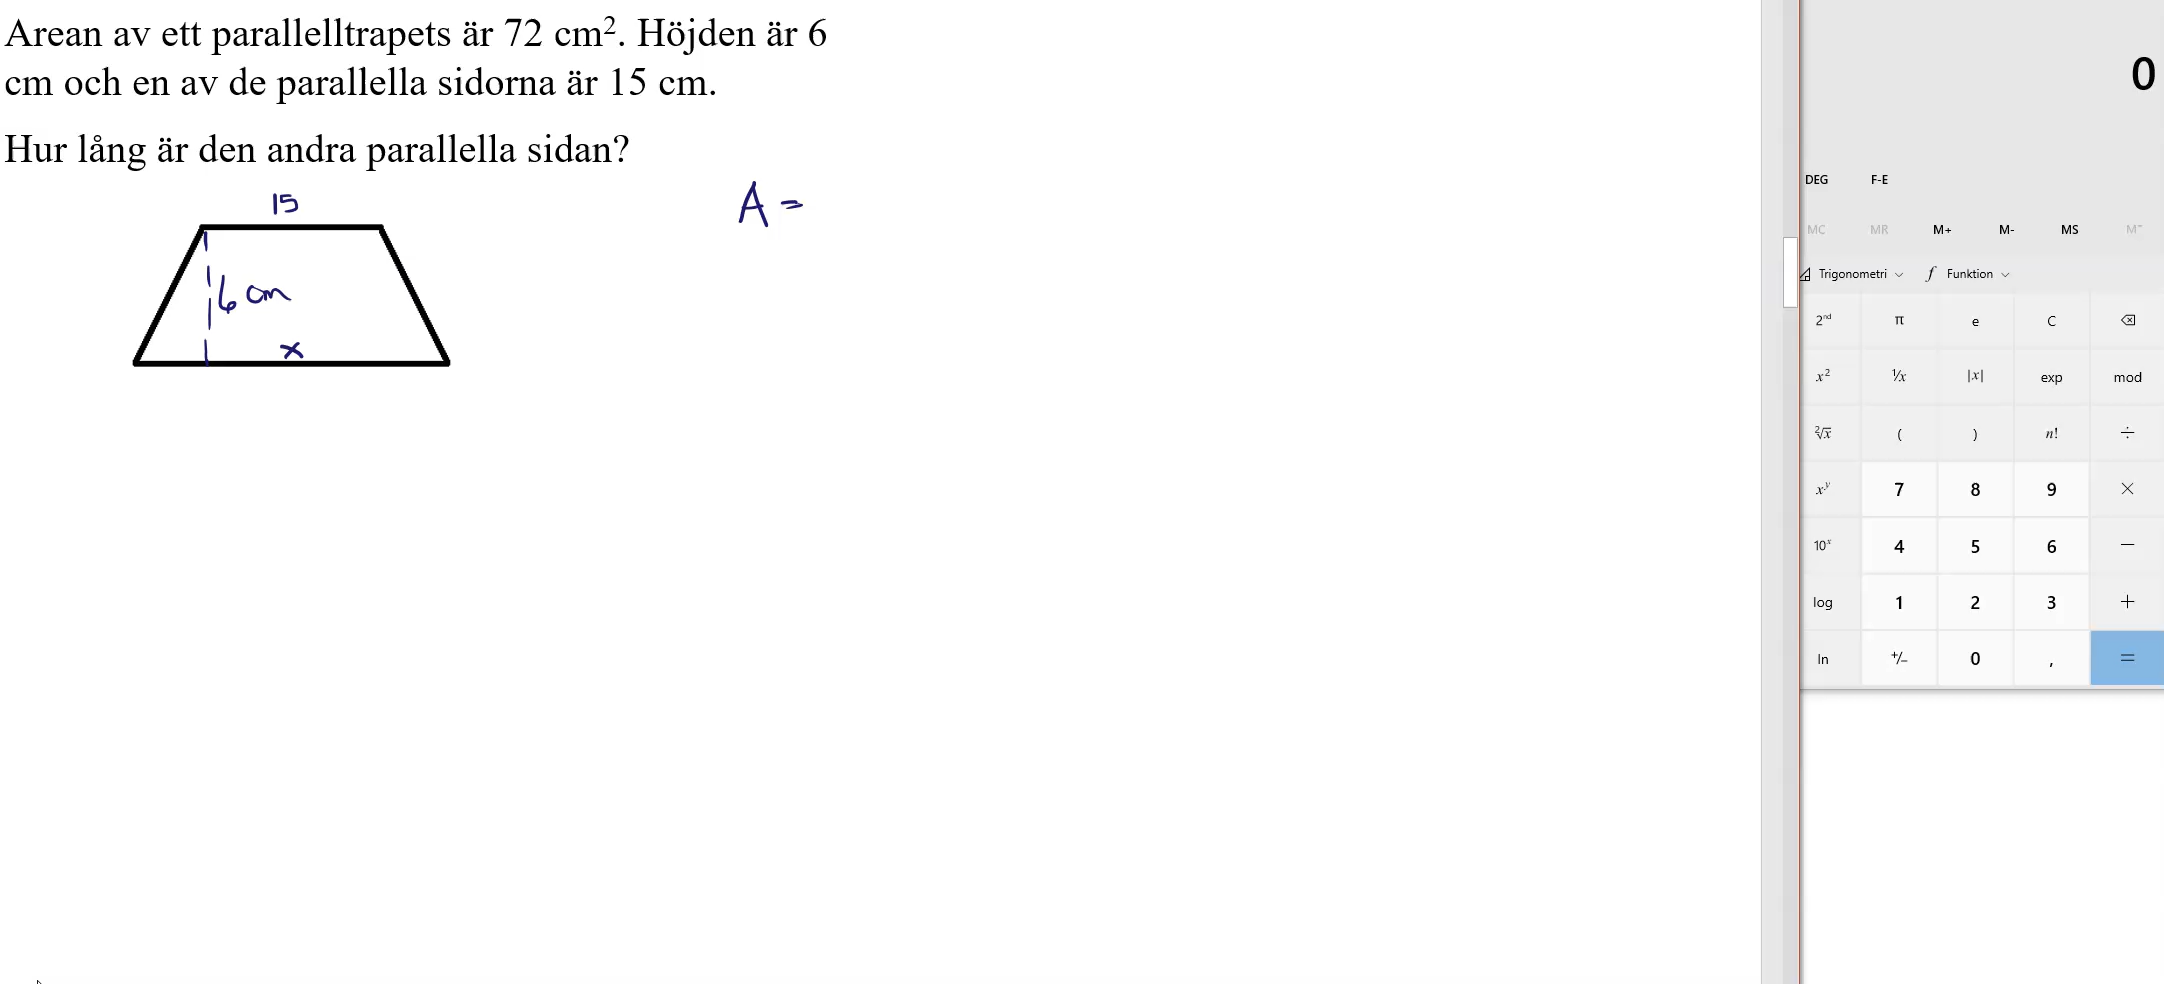 Arean av ett parallelltrapets är 72 cm². Höjden är 6
cm och en av de parallella sidorna är 15 cm.
Hur lång är den andra parallella sidan?
15
A =
6 cm
x
0
DEG F-E
MC MR M+ M- MS M˅
Trigonometri f Funktion
2ⁿᵈ π e C
x² ¹/x |x| exp mod
²√x ( ) n! ÷
xʸ 7 8 9 ×
10ˣ 4 5 6 −
log 1 2 3 +
ln +/− 0 , =